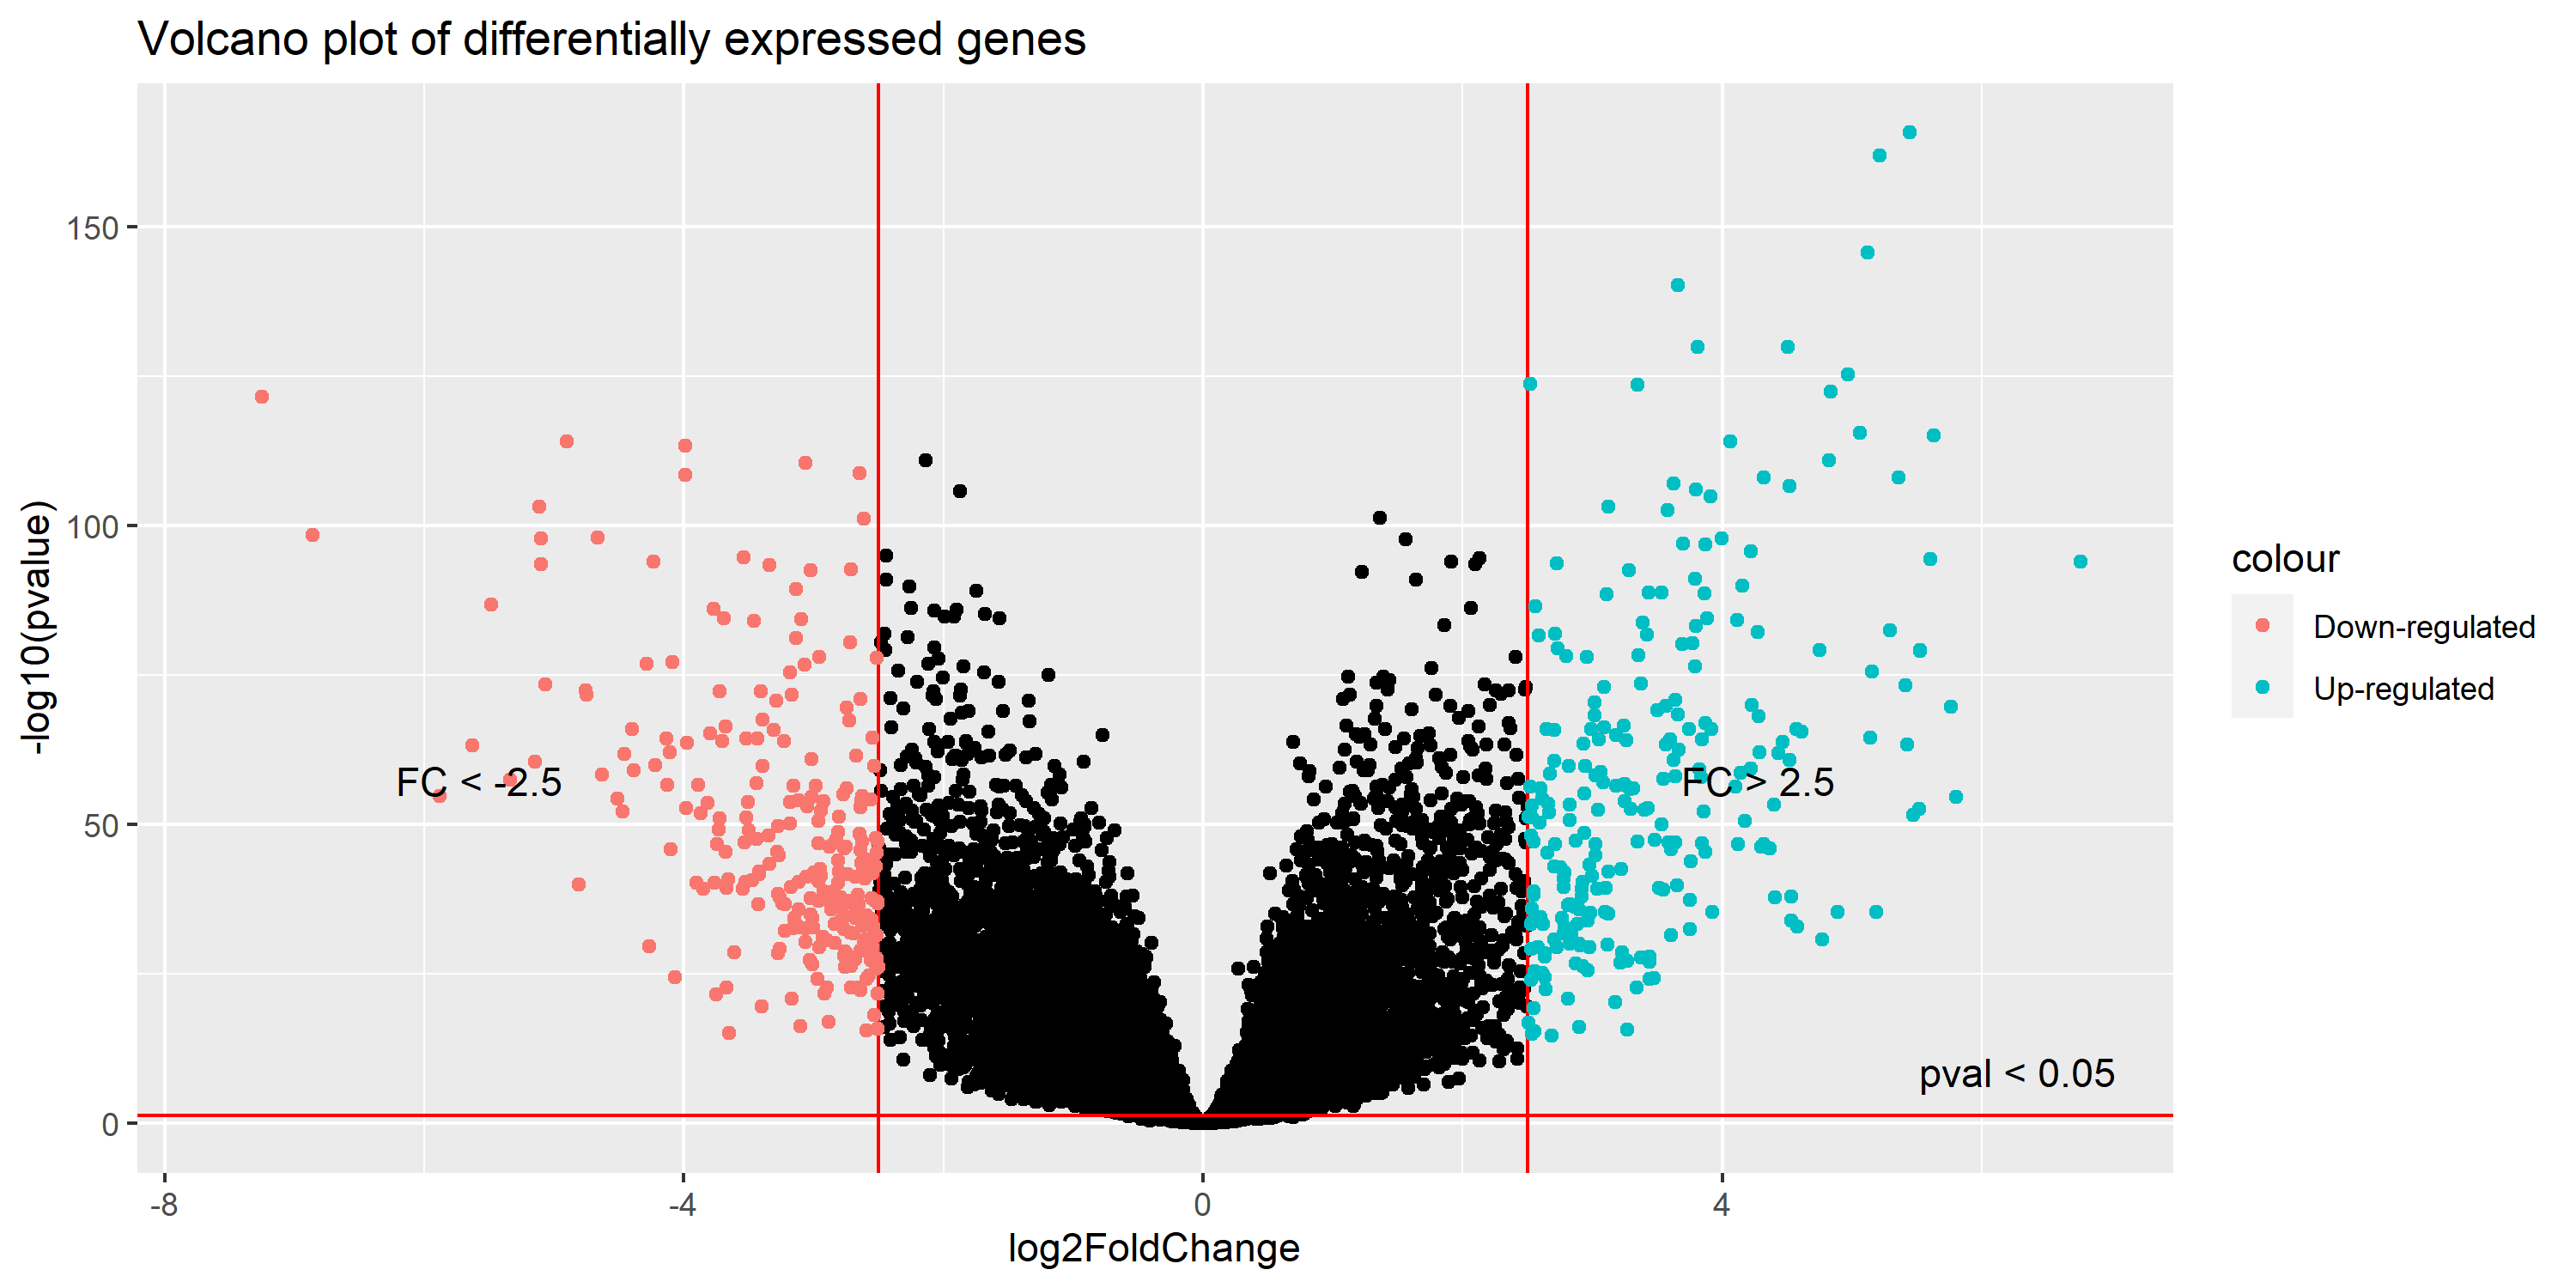 Volcano plot of differentially expressed genes
-log10(pvalue)
150
100
50
0
FC < -2.5
FC > 2.5
pval < 0.05
-8
-4
0
4
log2FoldChange
colour
Down-regulated
Up-regulated